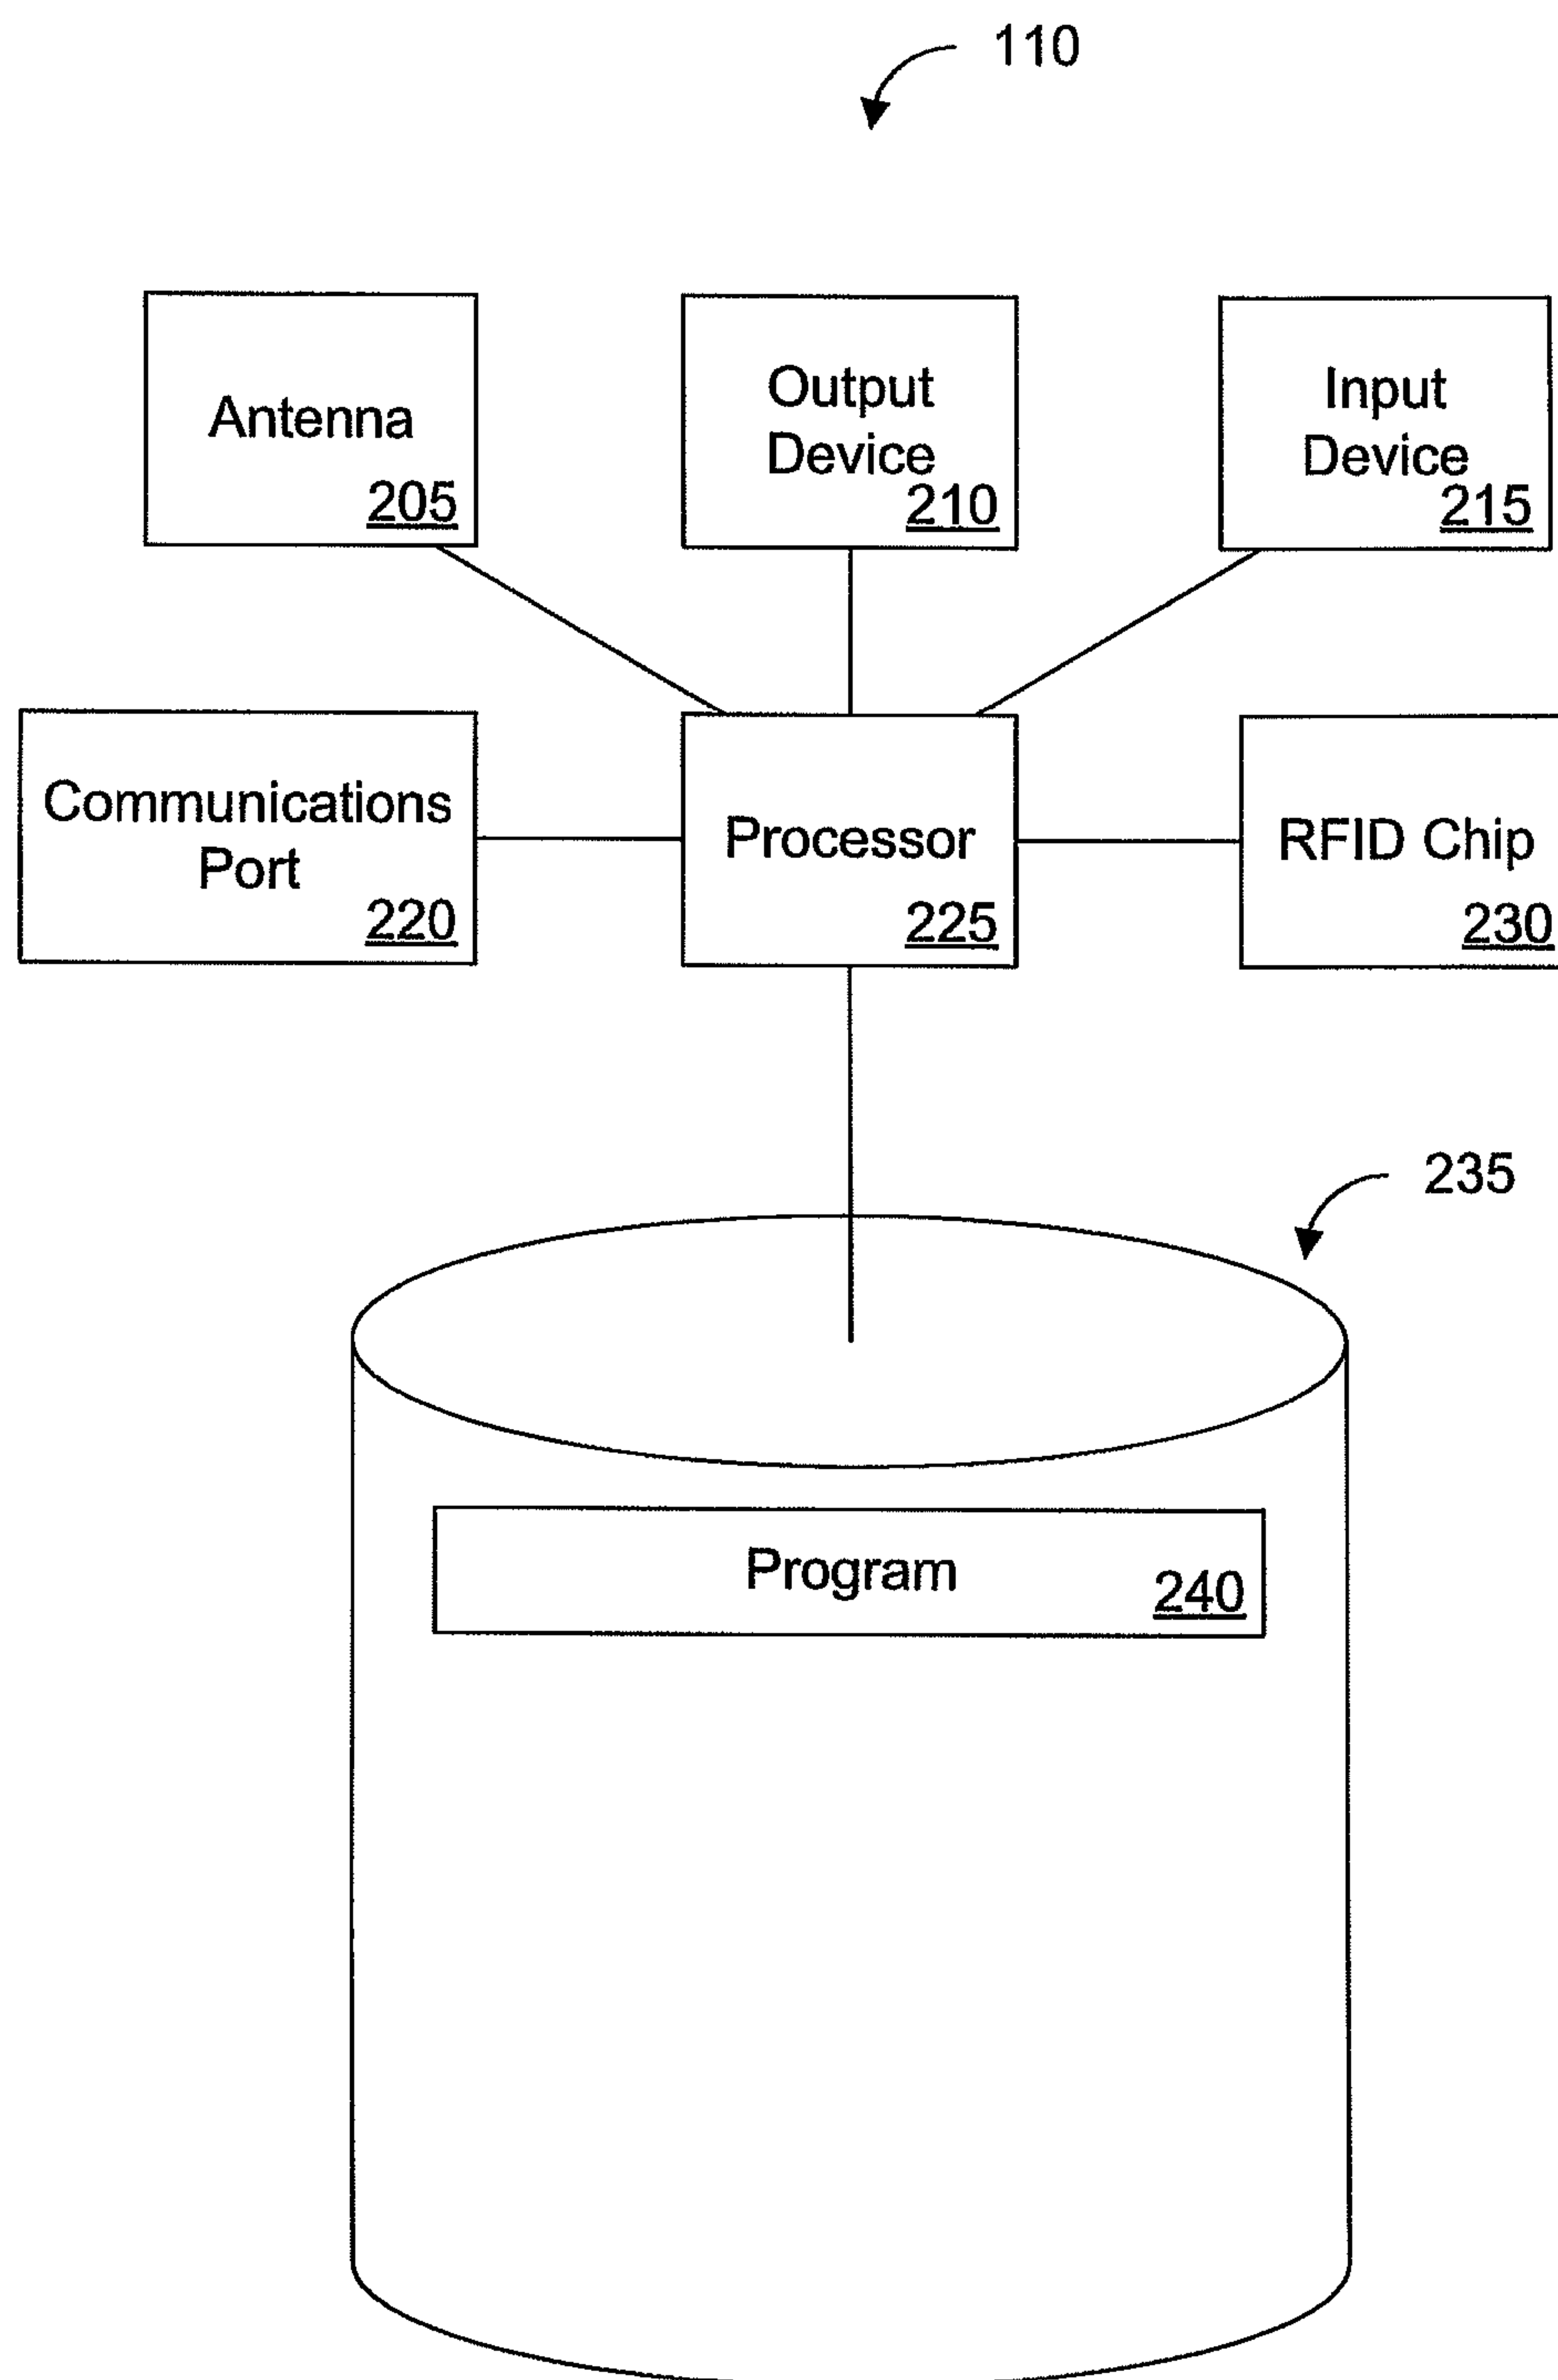 110
Antenna
205
Output
Device
210
Input
Device
215
Communications
Port
220
Processor
225
RFID Chip
230
235
Program
240